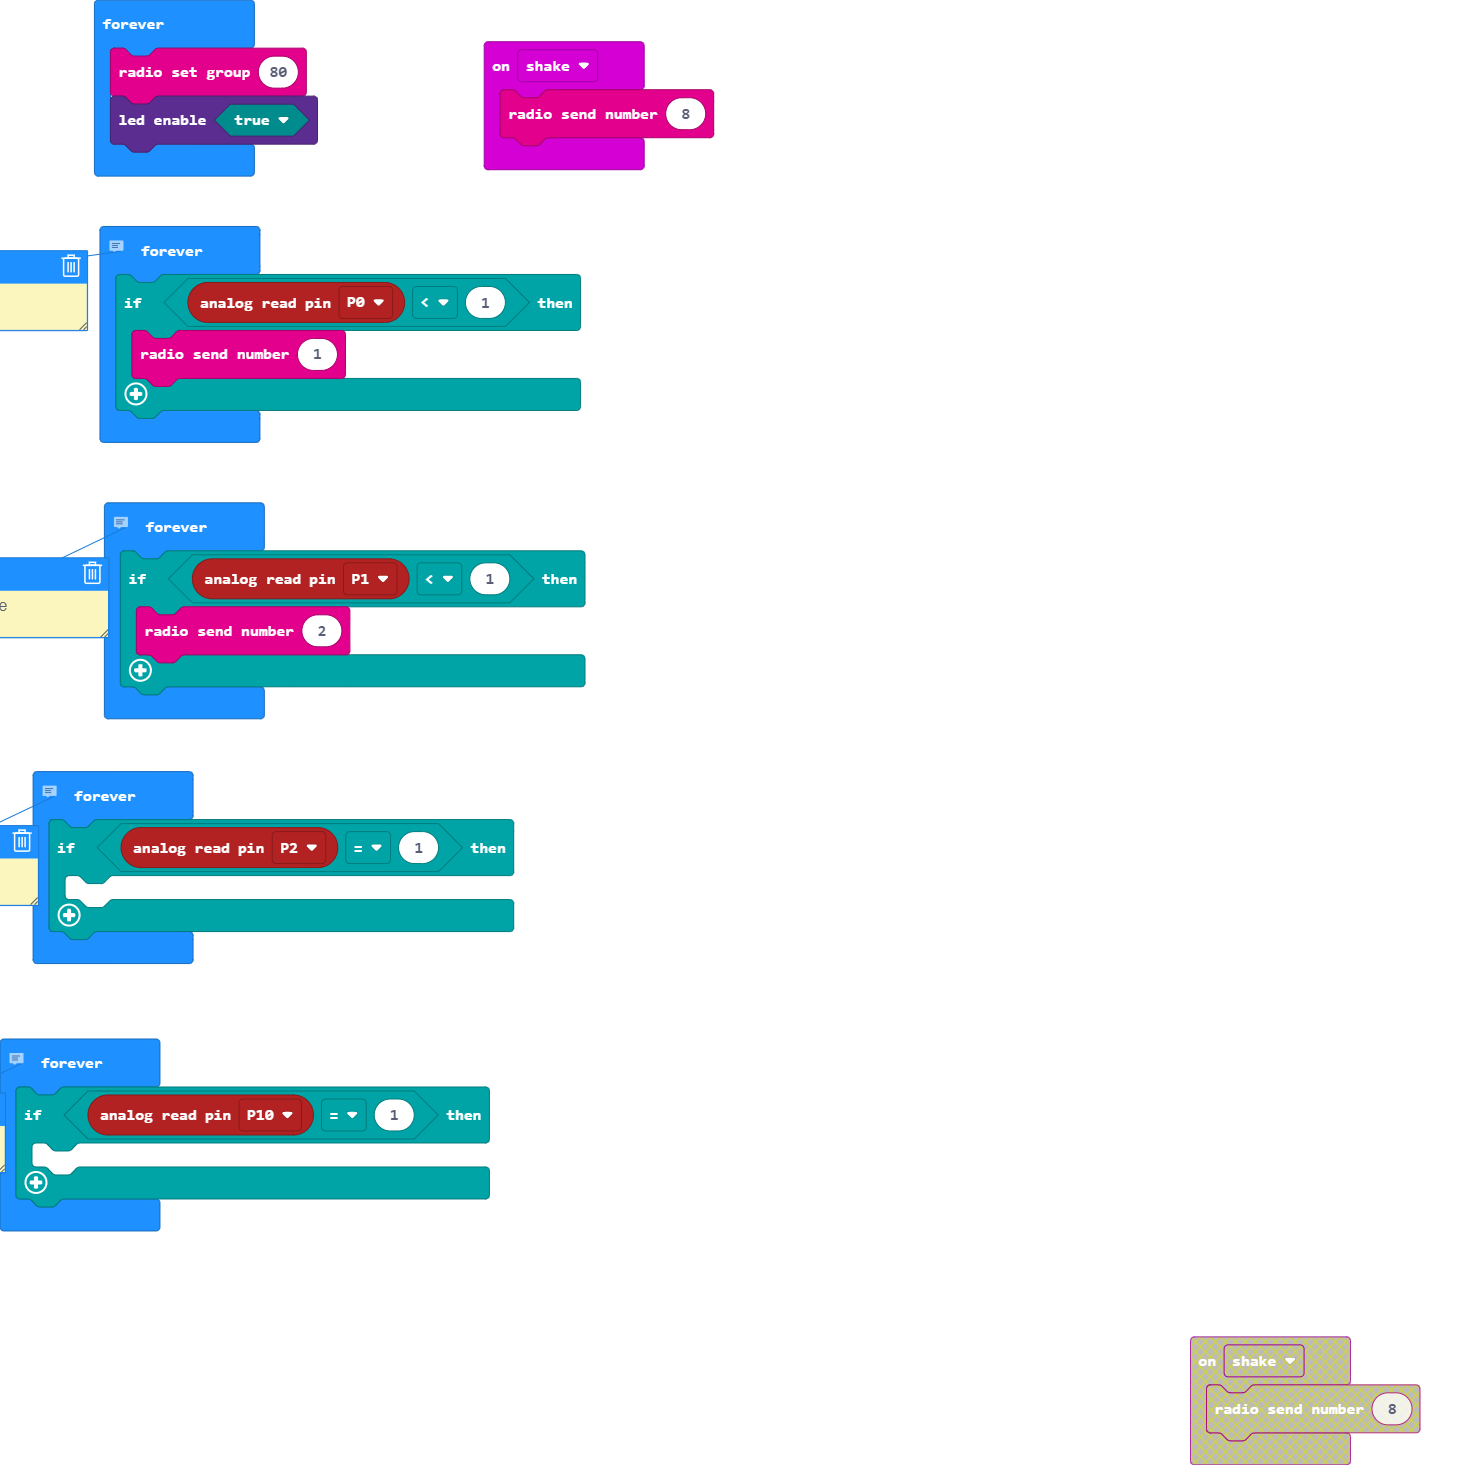 forever
radio set group 80
led enable true
on shake
radio send number 8
forever
if analog read pin P0 < 1 then
radio send number 1
forever
if analog read pin P1 < 1 then
e
radio send number 2
forever
if analog read pin P2 = 1 then
forever
if analog read pin P10 = 1 then
on shake
radio send number 8